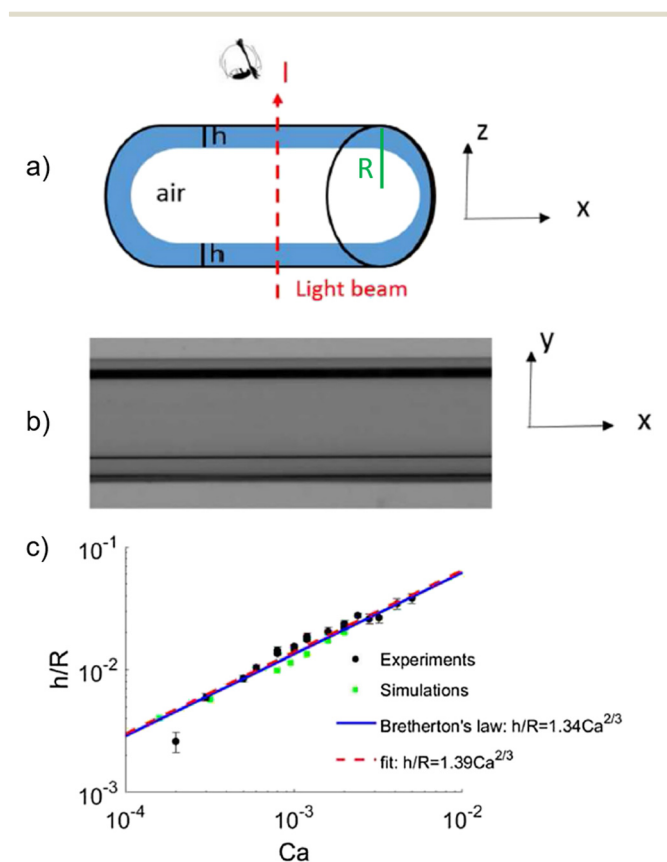 a)
I
h
R
air
h
Light beam
z
x
b)
y
x
c)
10^-1
10^-2
10^-3
h/R
Experiments
Simulations
Bretherton's law: h/R=1.34Ca^2/3
fit: h/R=1.39Ca^2/3
10^-4
10^-3
10^-2
Ca